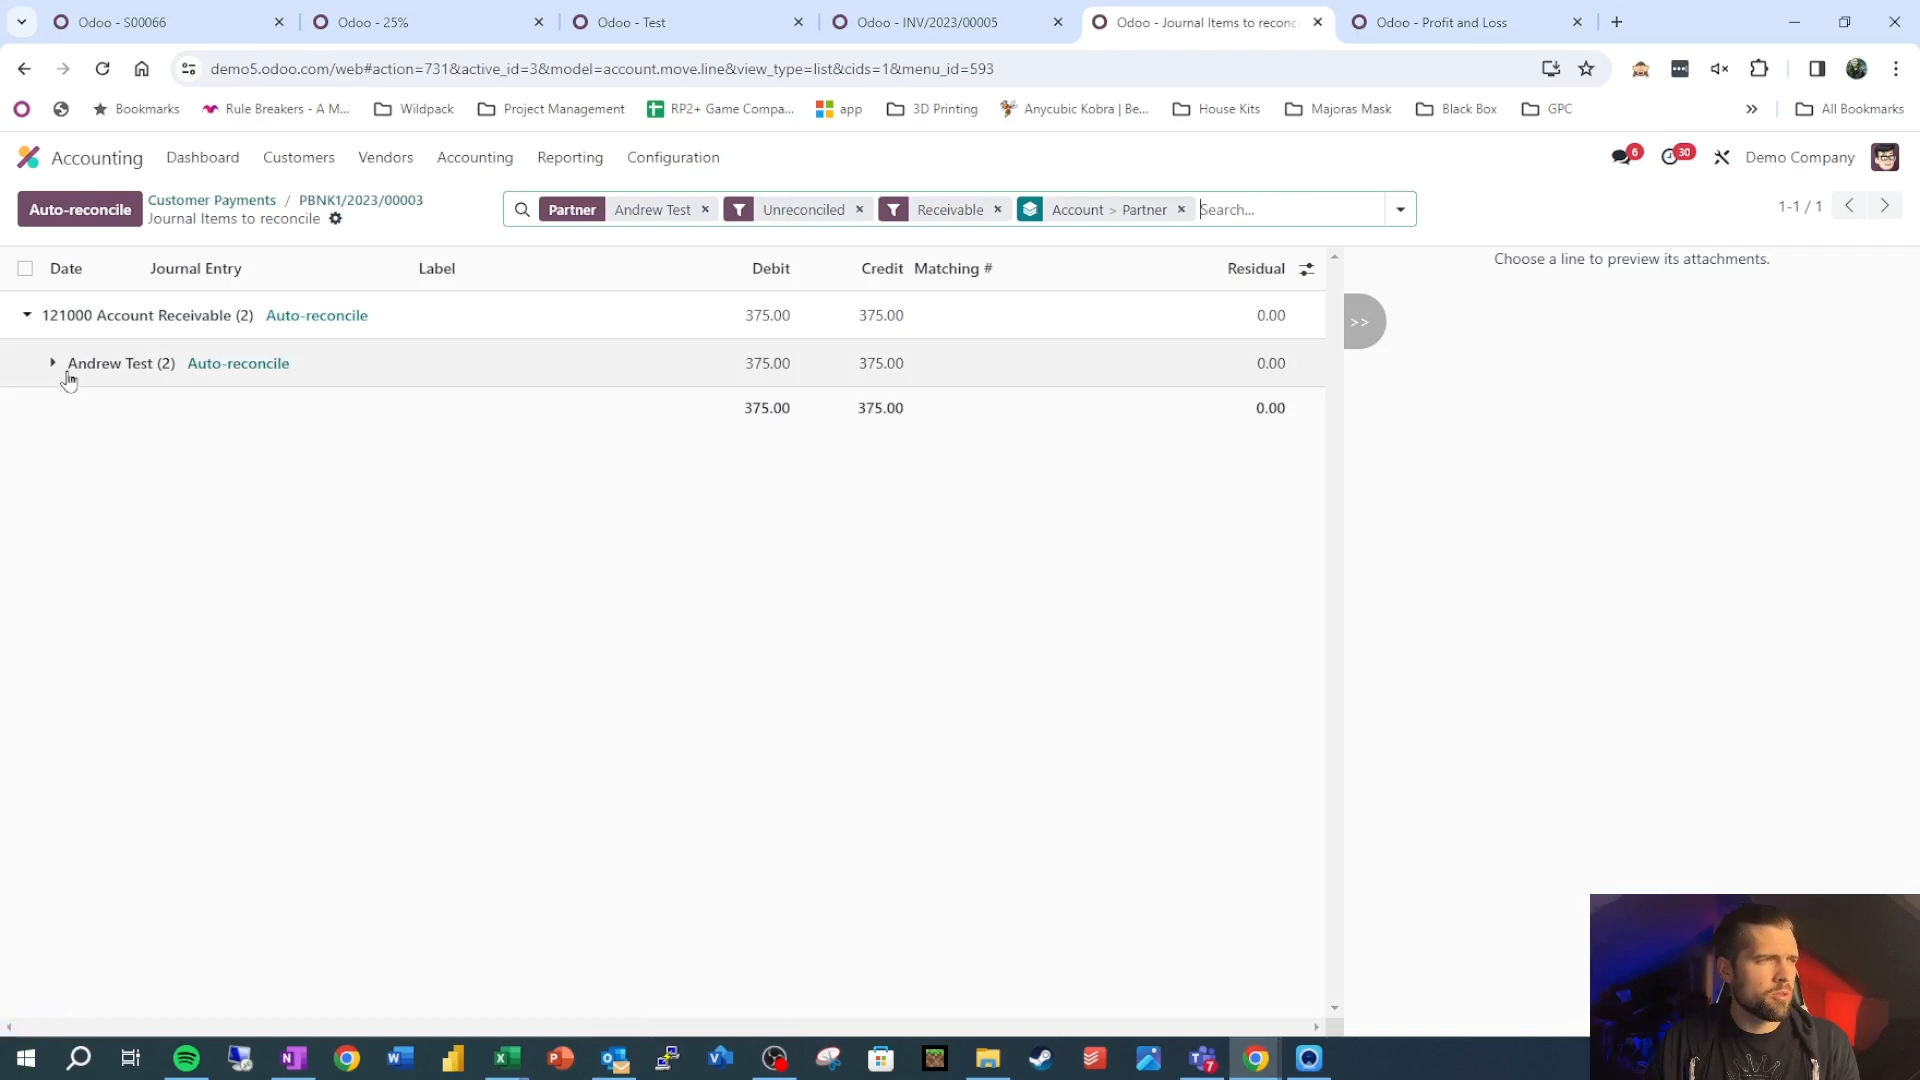 Odoo - S00066
Odoo - 25%
Odoo - Test
Odoo - INV/2023/00005
Odoo - Journal Items to reconc
Odoo - Profit and Loss
demo5.odoo.com/web#action=731&active_id=3&model=account.move.line&view_type=list&cids=1&menu_id=593
Bookmarks
Rule Breakers - A M...
Wildpack
Project Management
RP2+ Game Compa...
app
3D Printing
Anycubic Kobra | Be...
House Kits
Majoras Mask
Black Box
GPC
All Bookmarks
Accounting
Dashboard
Customers
Vendors
Accounting
Reporting
Configuration
6
30
Demo Company
Auto-reconcile
Customer Payments / PBNK1/2023/00003
Journal Items to reconcile
Partner Andrew Test
Unreconciled
Receivable
Account > Partner
Search...
1-1 / 1
Date Journal Entry Label Debit Credit Matching # Residual
Choose a line to preview its attachments.
121000 Account Receivable (2) Auto-reconcile 375.00 375.00 0.00
>>
Andrew Test (2) Auto-reconcile 375.00 375.00 0.00
375.00 375.00 0.00
7